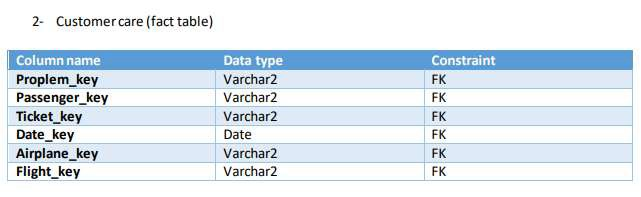 2- Customer care (fact table)
Column name Data type Constraint
Proplem_key Varchar2 FK
Passenger_key Varchar2 FK
Ticket_key Varchar2 FK
Date_key Date FK
Airplane_key Varchar2 FK
Flight_key Varchar2 FK